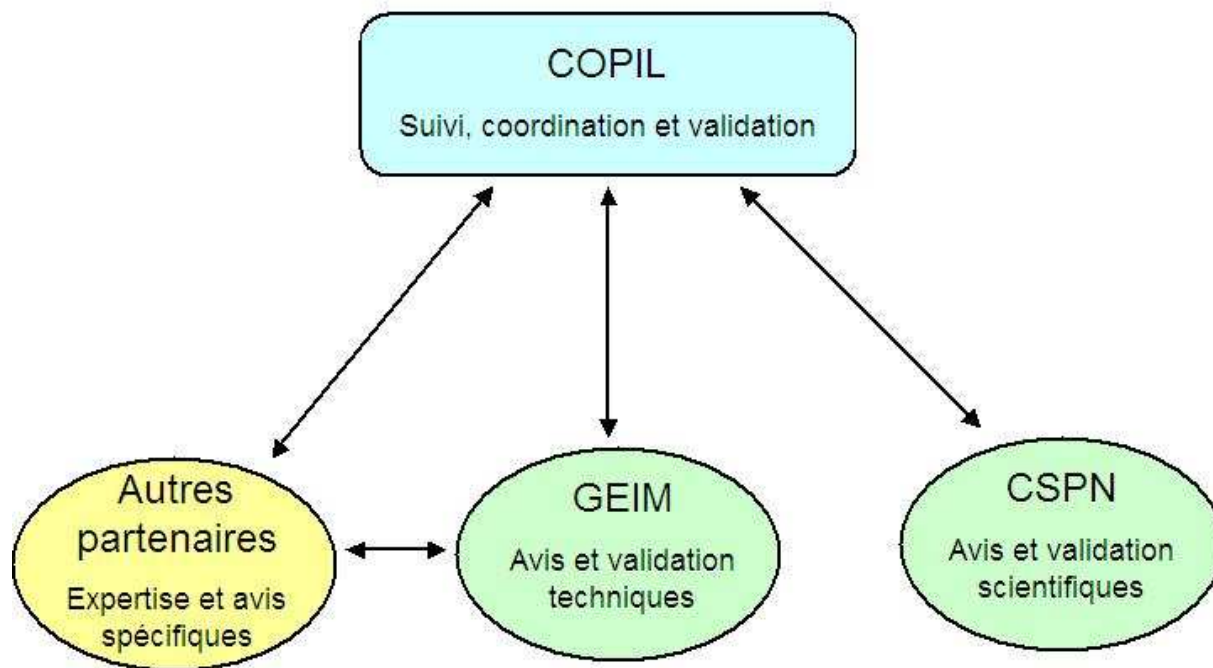 COPIL
Suivi, coordination et validation
Autres
partenaires
Expertise et avis
spécifiques
GEIM
Avis et validation
techniques
CSPN
Avis et validation
scientifiques